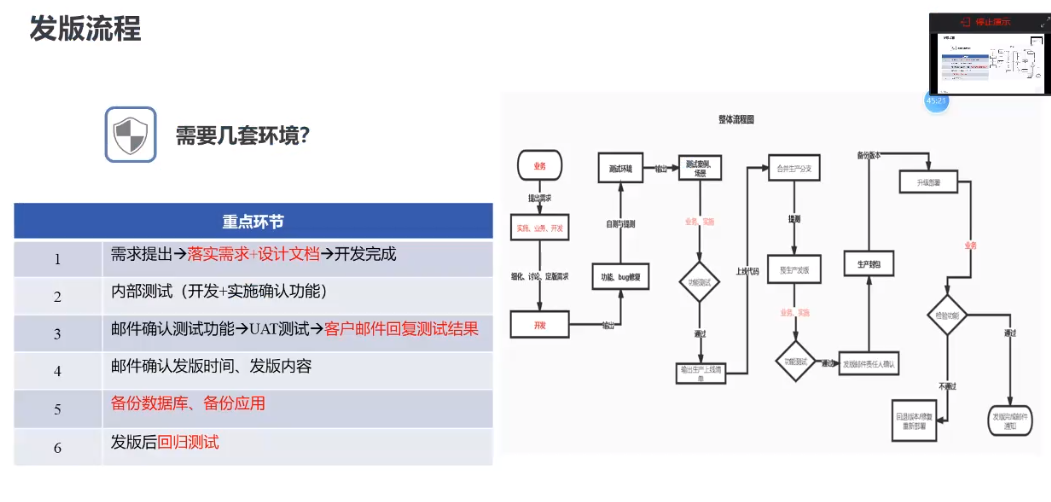 发版流程
停止展示
45:21
需要几套环境?
重点环节
1 需求提出→落实需求+设计文档→开发完成
2 内部测试（开发+实施确认功能）
3 邮件确认测试功能→UAT测试→客户邮件回复测试结果
4 邮件确认发版时间、发版内容
5 备份数据库、备份应用
6 发版后回归测试
整体流程图
业务
提出需求
实施、业务、开发
细化、讨论、定版需求
开发
输出
功能、bug修复
自测与提测
测试环境
输出
测试案例、
场景
业务、实施
功能测试
通过
输出生产上线清
单
上线代码
合并生产分支
提测
整生产发版
业务、实施
功能测试
通过
发版邮件责任人确认
生产封包
备份版本
升级部署
业务
检验功能
不通过
通过
回退版本/修复
重新部署
发版完成邮件
通知